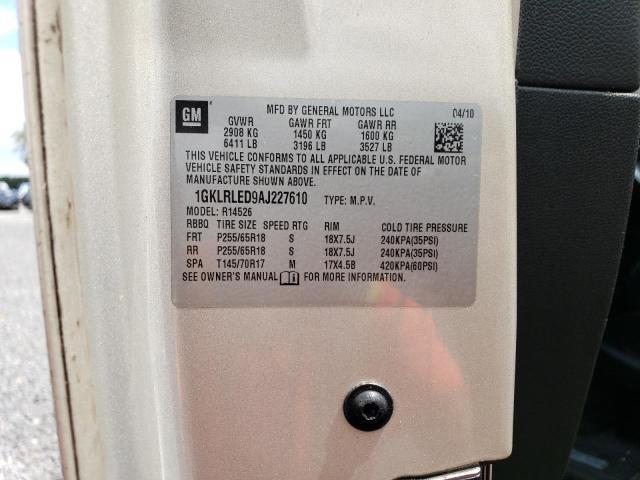 GM
MFD BY GENERAL MOTORS LLC 04/10
GVWR GAWR FRT GAWR RR
2908 KG 1450 KG 1600 KG
6411 LB 3196 LB 3527 LB
THIS VEHICLE CONFORMS TO ALL APPLICABLE U.S. FEDERAL MOTOR
VEHICLE SAFETY STANDARDS IN EFFECT ON THE DATE OF
MANUFACTURE SHOWN ABOVE.
1GKLRLED9AJ227610 TYPE: M.P.V.
MODEL: R14526
RBBQ TIRE SIZE SPEED RTG RIM COLD TIRE PRESSURE
FRT P255/65R18 S 18X7.5J 240KPA(35PSI)
RR P255/65R18 S 18X7.5J 240KPA(35PSI)
SPA T145/70R17 M 17X4.5B 420KPA(60PSI)
SEE OWNER'S MANUAL FOR MORE INFORMATION.